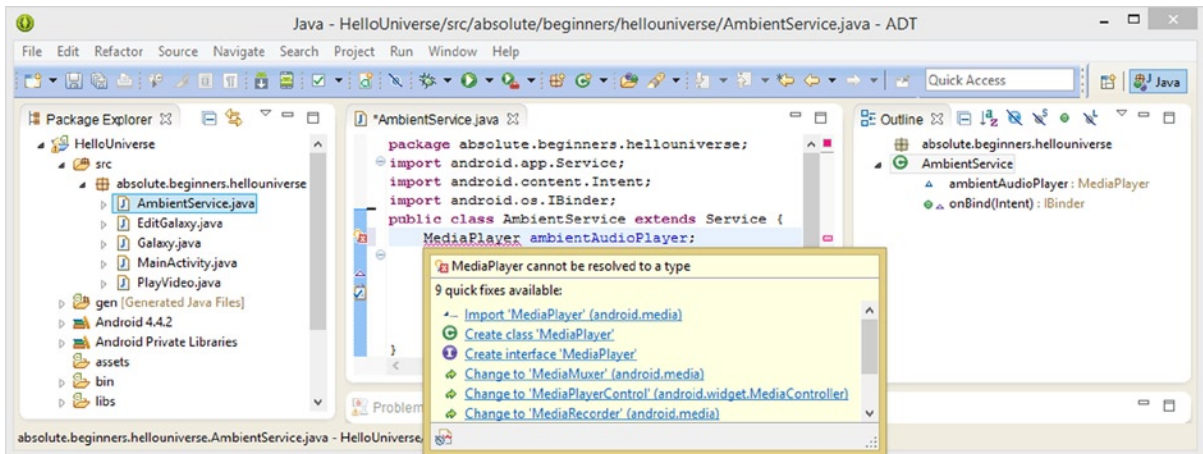 Java - HelloUniverse/src/absolute/beginners/hellouniverse/AmbientService.java - ADT
File Edit Refactor Source Navigate Search Project Run Window Help
Quick Access
Java
Package Explorer
HelloUniverse
src
absolute.beginners.hellouniverse
AmbientService.java
EditGalaxy.java
Galaxy.java
MainActivity.java
PlayVideo.java
gen [Generated Java Files]
Android 4.4.2
Android Private Libraries
assets
bin
libs
*AmbientService.java
package absolute.beginners.hellouniverse;
import android.app.Service;
import android.content.Intent;
import android.os.IBinder;
public class AmbientService extends Service {
MediaPlayer ambientAudioPlayer;
}
MediaPlayer cannot be resolved to a type
9 quick fixes available:
Import 'MediaPlayer' (android.media)
Create class 'MediaPlayer'
Create interface 'MediaPlayer'
Change to 'MediaMuxer' (android.media)
Change to 'MediaPlayerControl' (android.widget.MediaController)
Change to 'MediaRecorder' (android.media)
Problem
Outline
absolute.beginners.hellouniverse
AmbientService
ambientAudioPlayer : MediaPlayer
onBind(Intent) : IBinder
absolute.beginners.hellouniverse.AmbientService.java - HelloUniverse/